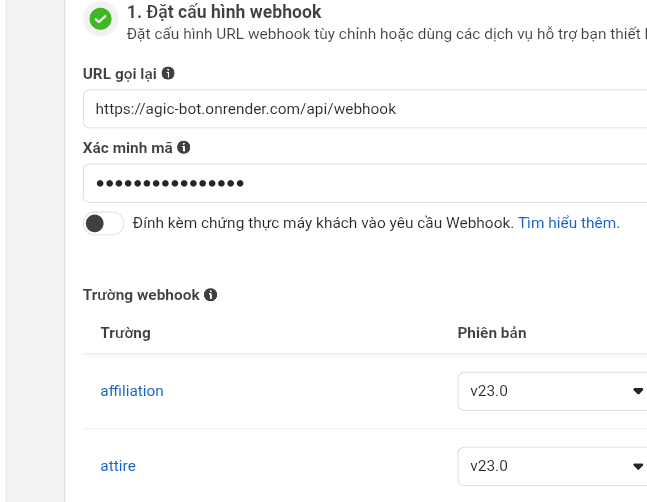 1. Đặt cấu hình webhook
Đặt cấu hình URL webhook tùy chỉnh hoặc dùng các dịch vụ hỗ trợ bạn thiết
URL gọi lại
https://agic-bot.onrender.com/api/webhook
Xác minh mã
●●●●●●●●●●●●●●●●
Đính kèm chứng thực máy khách vào yêu cầu Webhook. Tìm hiểu thêm.
Trường webhook
Trường Phiên bản
affiliation v23.0
attire v23.0